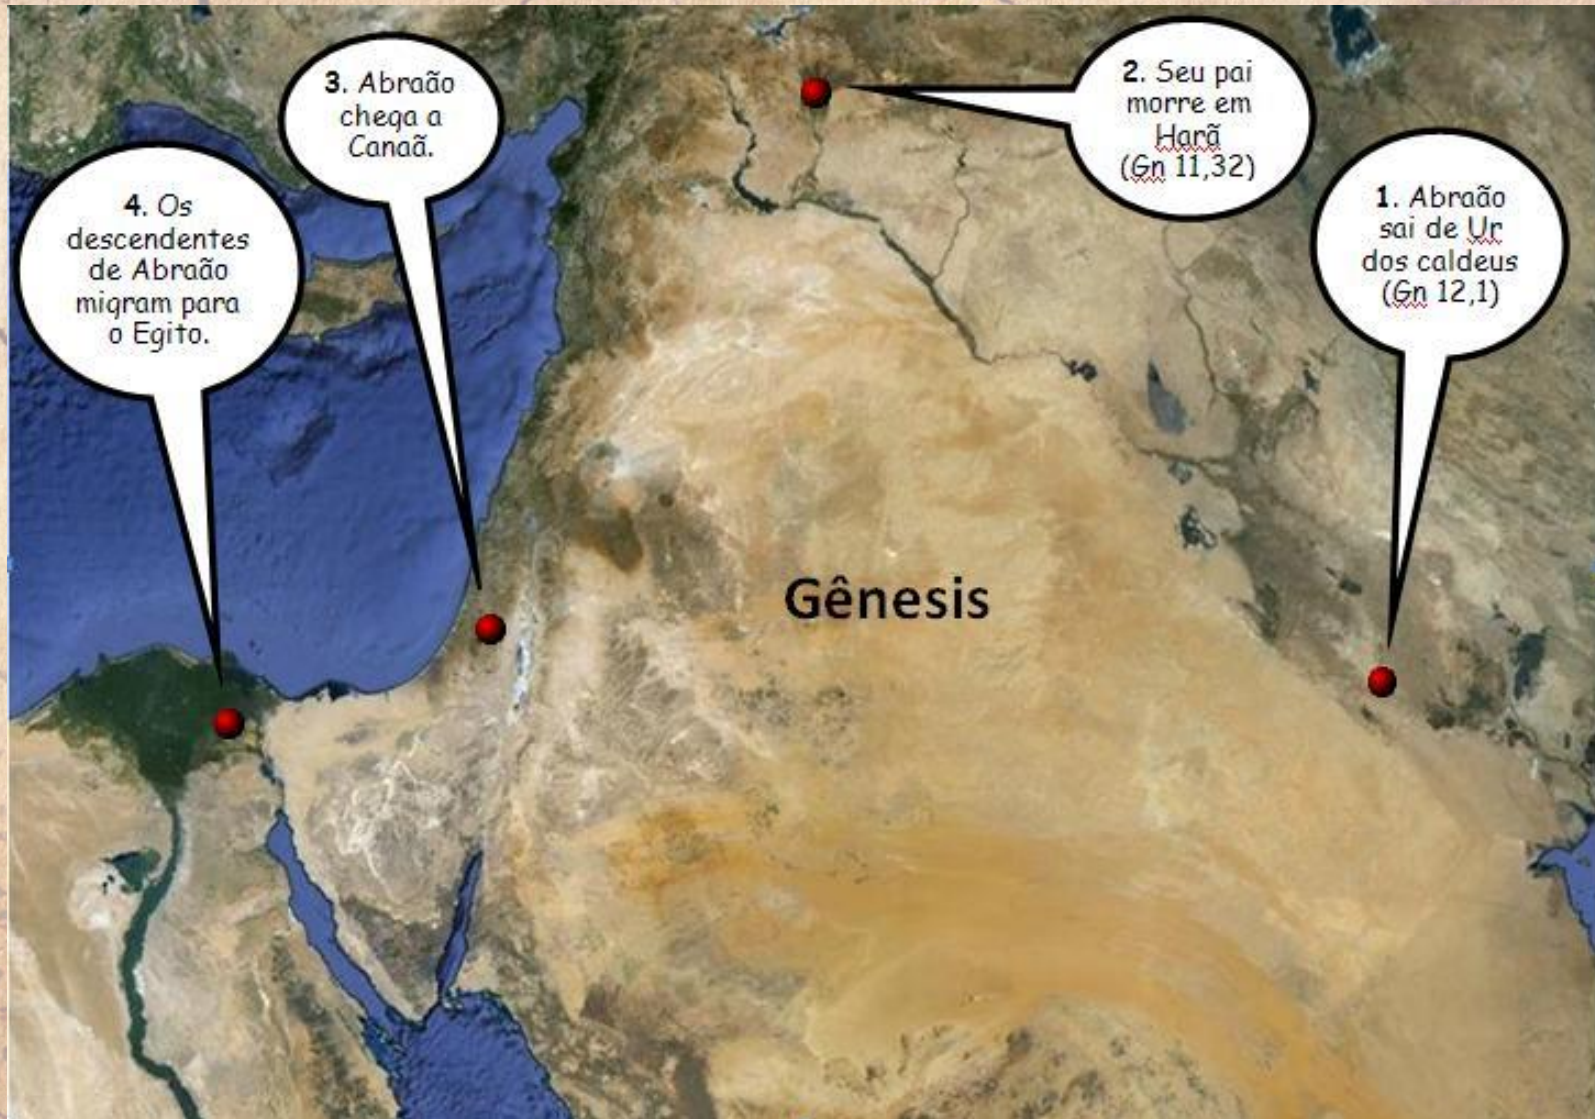 1. Abraão
sai de Ur
dos caldeus
(Gn 12,1)
2. Seu pai
morre em
Harã
(Gn 11,32)
3. Abraão
chega a
Canaã.
4. Os
descendentes
de Abraão
migram para
o Egito.
Gênesis